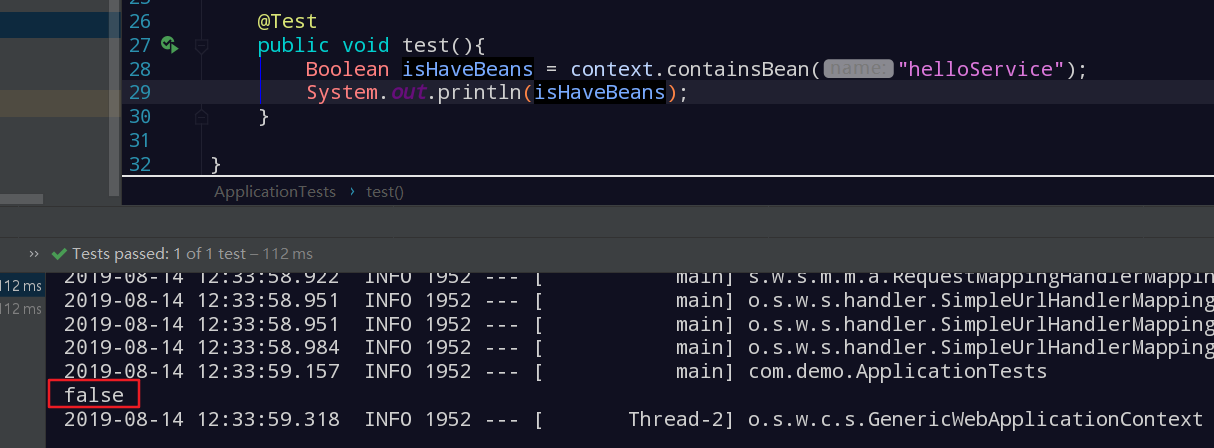 26 @Test
27 public void test(){
28 Boolean isHaveBeans = context.containsBean( name: "helloService");
29 System.out.println(isHaveBeans);
30 }
31
32 }
ApplicationTests › test()
» Tests passed: 1 of 1 test – 112 ms
112 ms 2019-08-14 12:33:58.922 INFO 1952 --- [ main] s.w.s.m.m.a.RequestMappingHandlerMapping
2019-08-14 12:33:58.951 INFO 1952 --- [ main] o.s.w.s.handler.SimpleUrlHandlerMapping
112 ms 2019-08-14 12:33:58.951 INFO 1952 --- [ main] o.s.w.s.handler.SimpleUrlHandlerMapping
2019-08-14 12:33:58.984 INFO 1952 --- [ main] o.s.w.s.handler.SimpleUrlHandlerMapping
2019-08-14 12:33:59.157 INFO 1952 --- [ main] com.demo.ApplicationTests
false
2019-08-14 12:33:59.318 INFO 1952 --- [ Thread-2] o.s.w.c.s.GenericWebApplicationContext